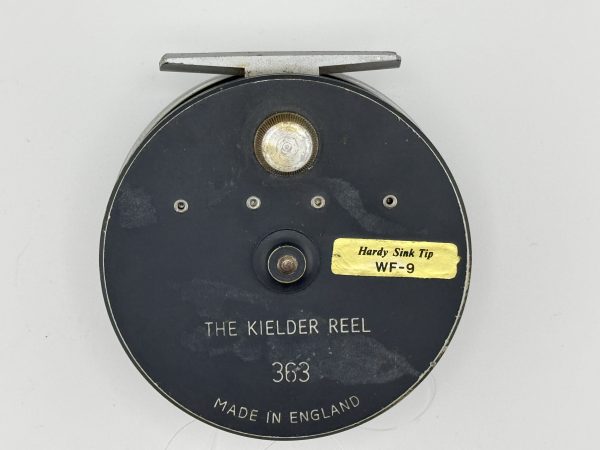 Hardy Sink Tip
WF-9
THE KIELDER REEL
363
MADE IN ENGLAND